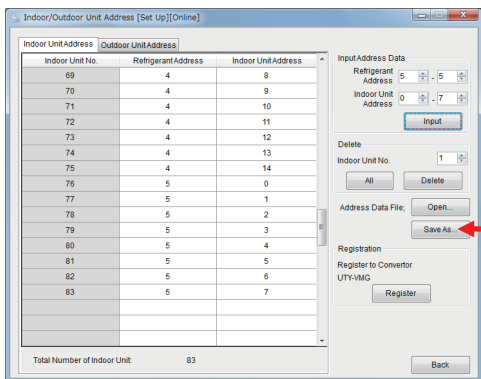 Indoor/Outdoor Unit Address [Set Up][Online]
Indoor Unit Address Outdoor Unit Address
Indoor Unit No. Refrigerant Address Indoor Unit Address
69 4 8
70 4 9
71 4 10
72 4 11
73 4 12
74 4 13
75 4 14
76 5 0
77 5 1
78 5 2
79 5 3
80 5 4
81 5 5
82 5 6
83 5 7
Total Number of Indoor Unit: 83
Input Address Data
Refrigerant Address 5 - 5
Indoor Unit Address 0 - 7
Input
Delete
Indoor Unit No. 1
All Delete
Address Data File; Open...
Save As...
Registration
Register to Convertor
UTY-VMG
Register
Back